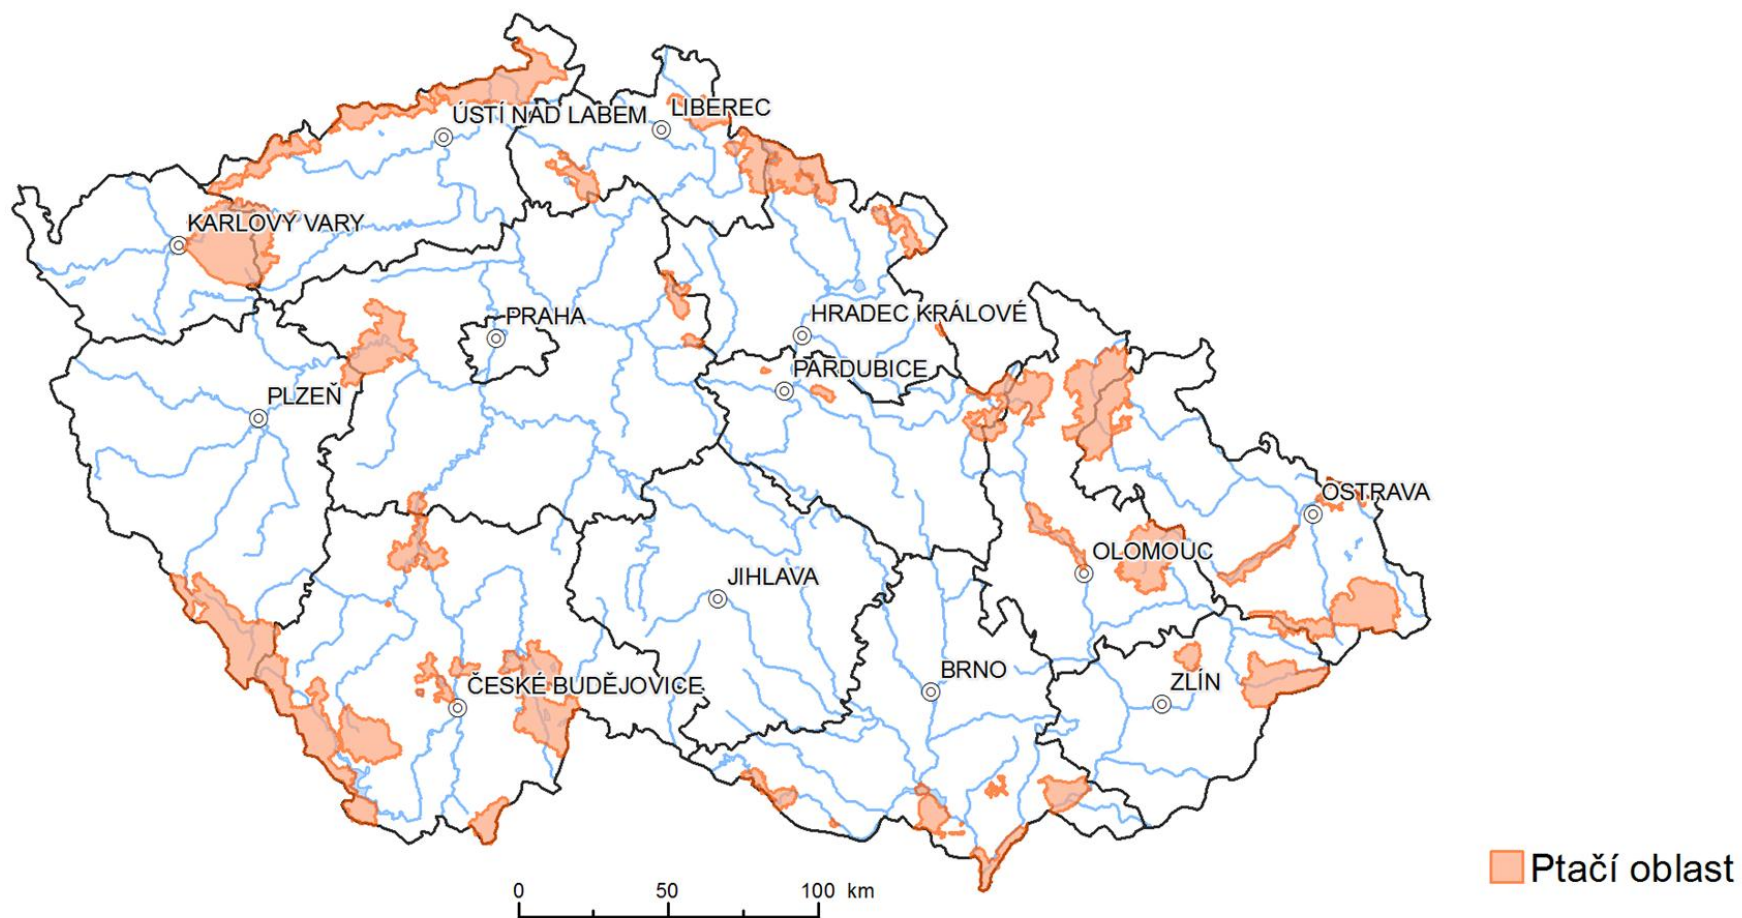 ÚSTÍ NAD LABEM
LIBEREC
KARLOVÝ VARY
PRAHA
HRADEC KRÁLOVÉ
PARDUBICE
PLZEŇ
OSTRAVA
OLOMOUC
JIHLAVA
BRNO
ZLÍN
ČESKÉ BUDĚJOVICE
Ptačí oblast
0 50 100 km